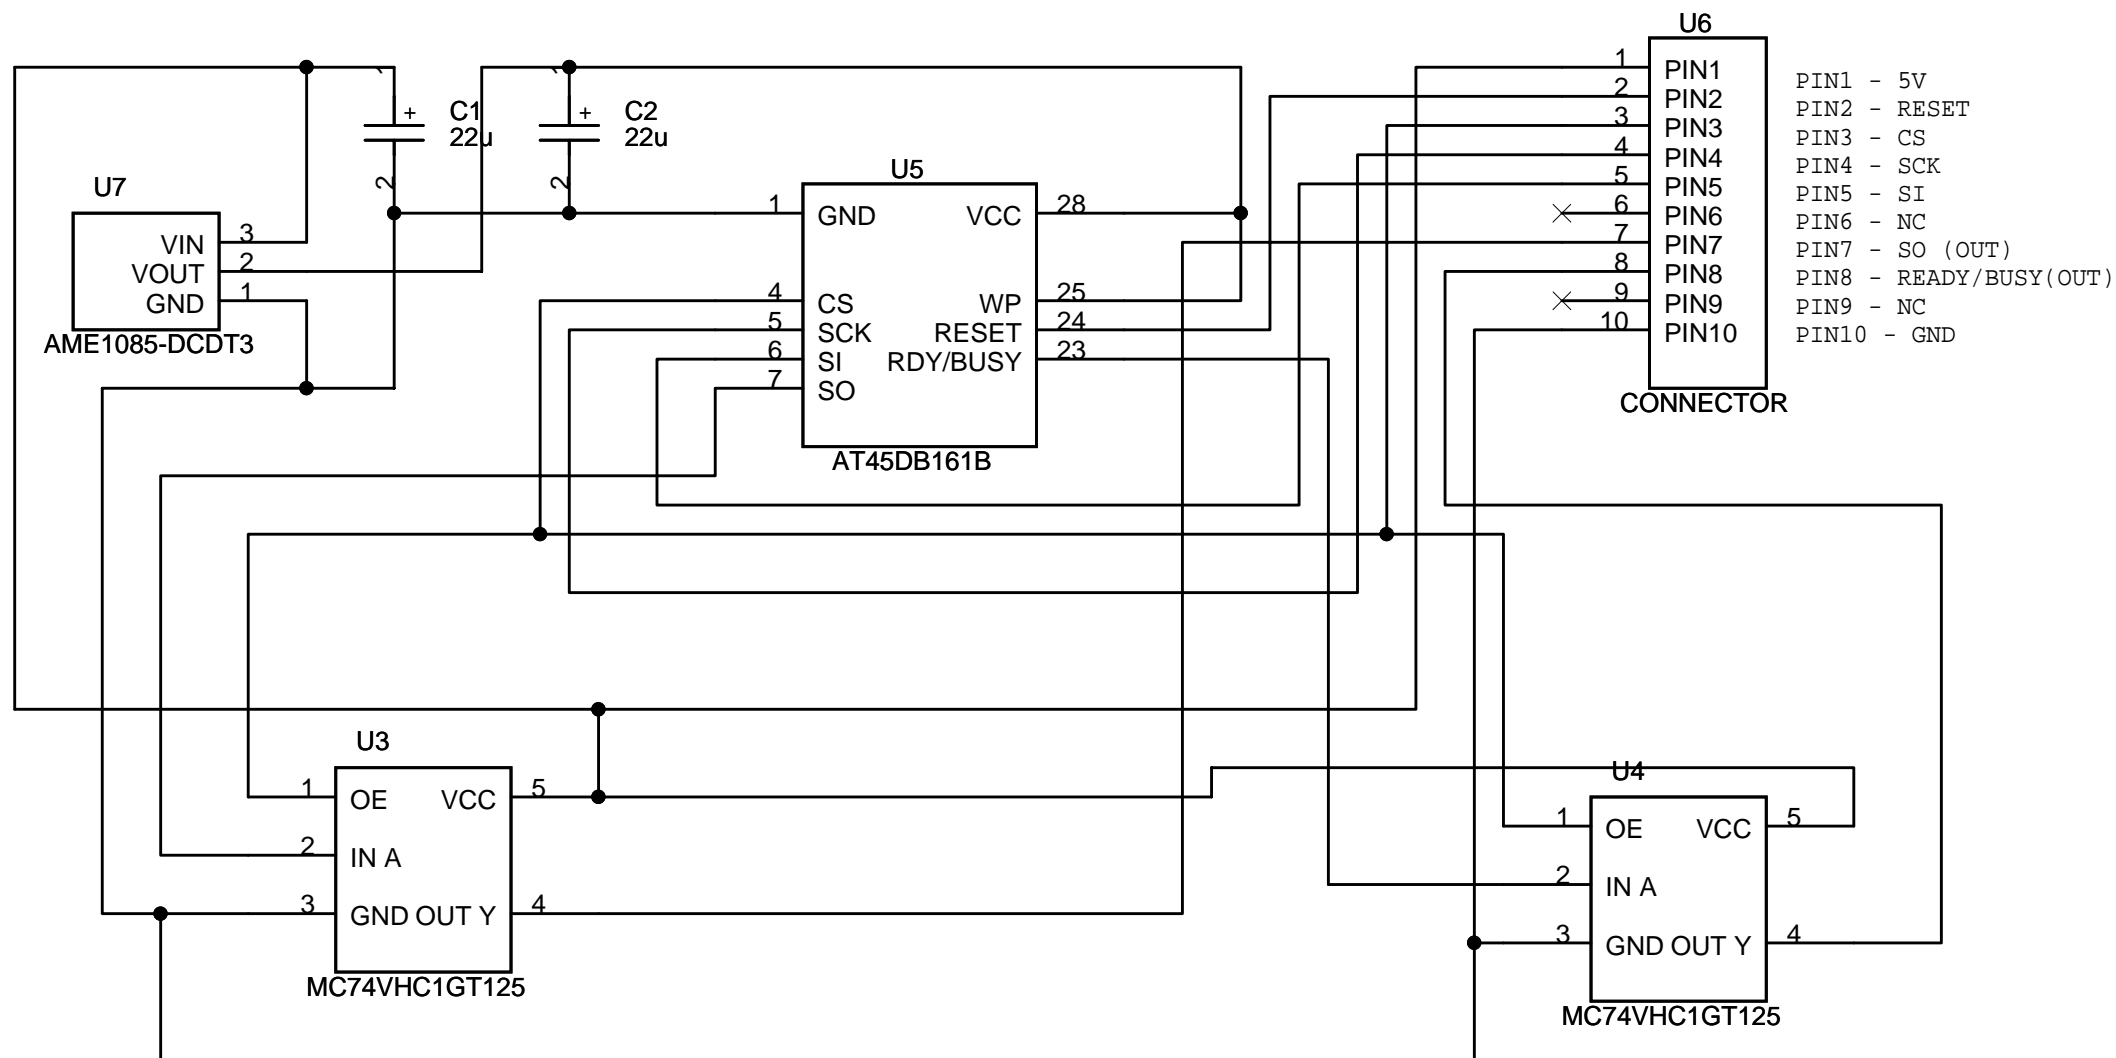 U7
3
VIN
2
VOUT
1
GND
AME1085-DCDT3
1
+
C1
22u
2
1
+
C2
22u
2
U5
1
GND
VCC
28
4
CS
WP
25
5
SCK
RESET
24
6
SI
RDY/BUSY
23
7
SO
AT45DB161B
U6
1
PIN1
2
PIN2
3
PIN3
4
PIN4
5
PIN5
6
PIN6
7
PIN7
8
PIN8
9
PIN9
10
PIN10
CONNECTOR
PIN1 - 5V
PIN2 - RESET
PIN3 - CS
PIN4 - SCK
PIN5 - SI
PIN6 - NC
PIN7 - SO (OUT)
PIN8 - READY/BUSY(OUT)
PIN9 - NC
PIN10 - GND
U3
1
OE
VCC
5
2
IN A
3
GND OUT Y
4
MC74VHC1GT125
U4
1
OE
VCC
5
2
IN A
3
GND OUT Y
4
MC74VHC1GT125